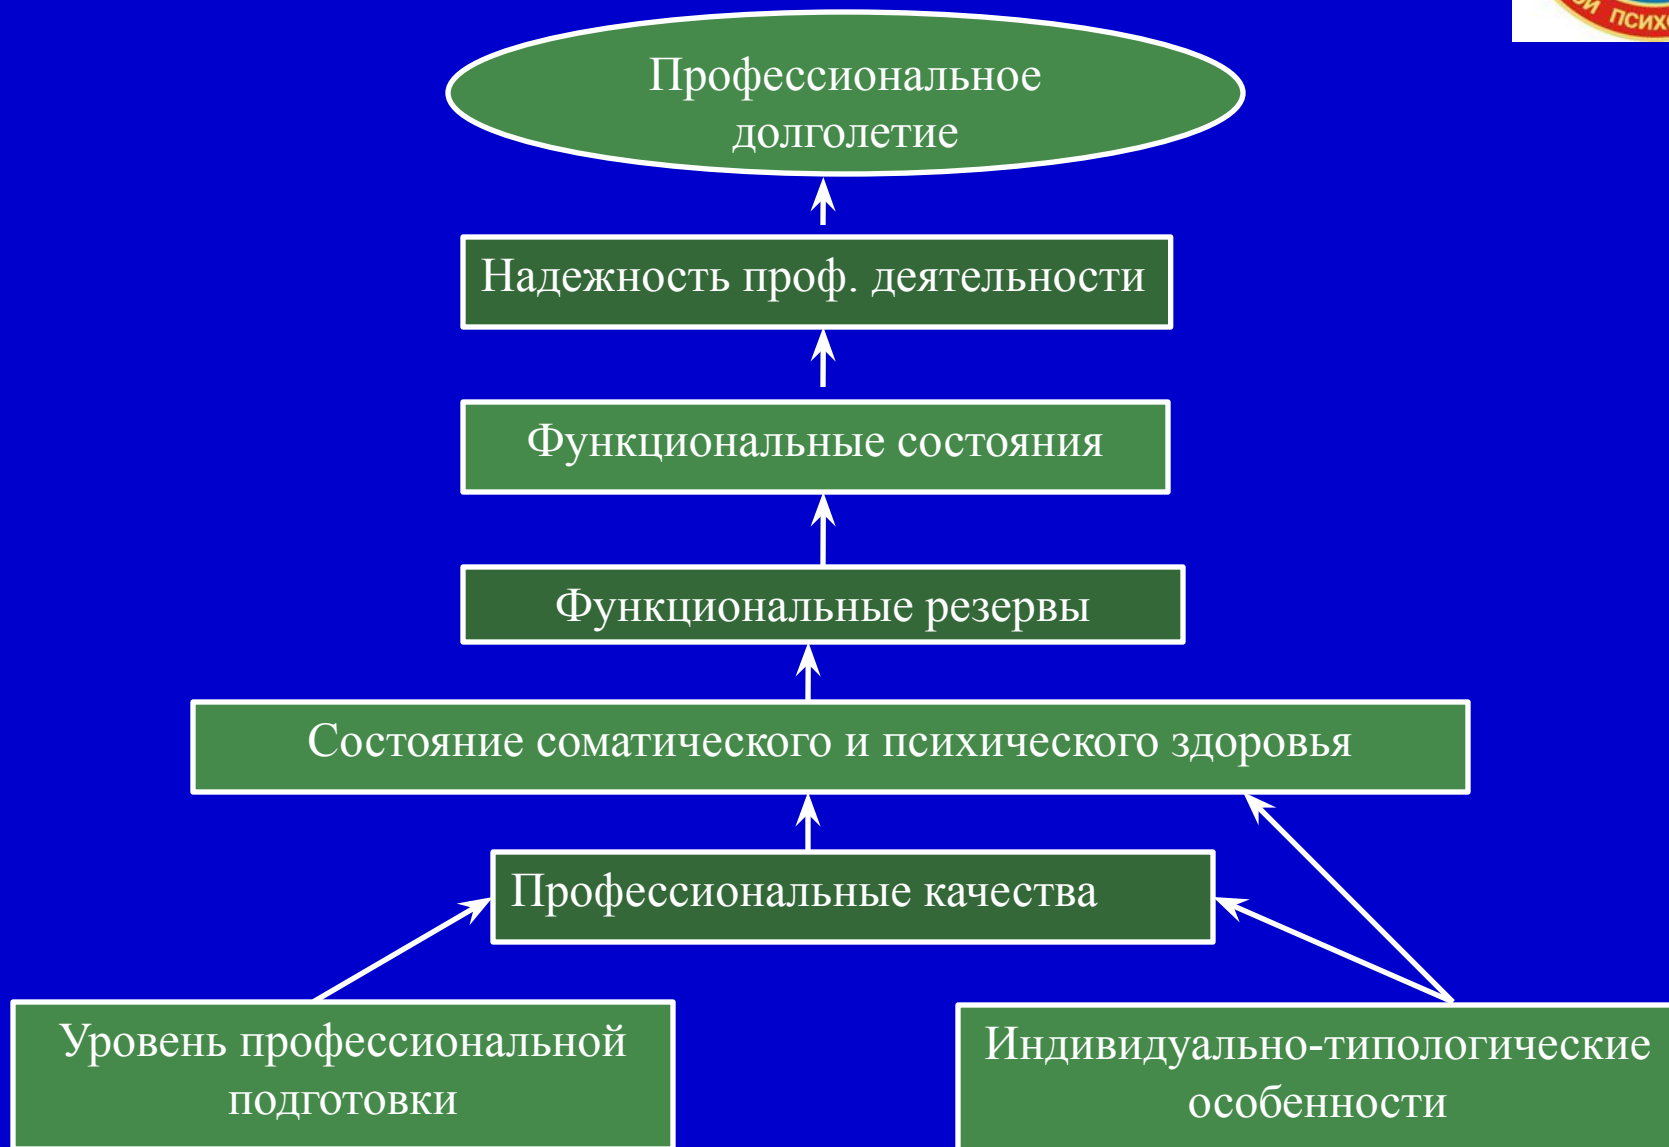 ПСИХ
Профессиональное
долголетие
Надежность проф. деятельности
Функциональные состояния
Функциональные резервы
Состояние соматического и психического здоровья
Профессиональные качества
Уровень профессиональной
подготовки
Индивидуально-типологические
особенности